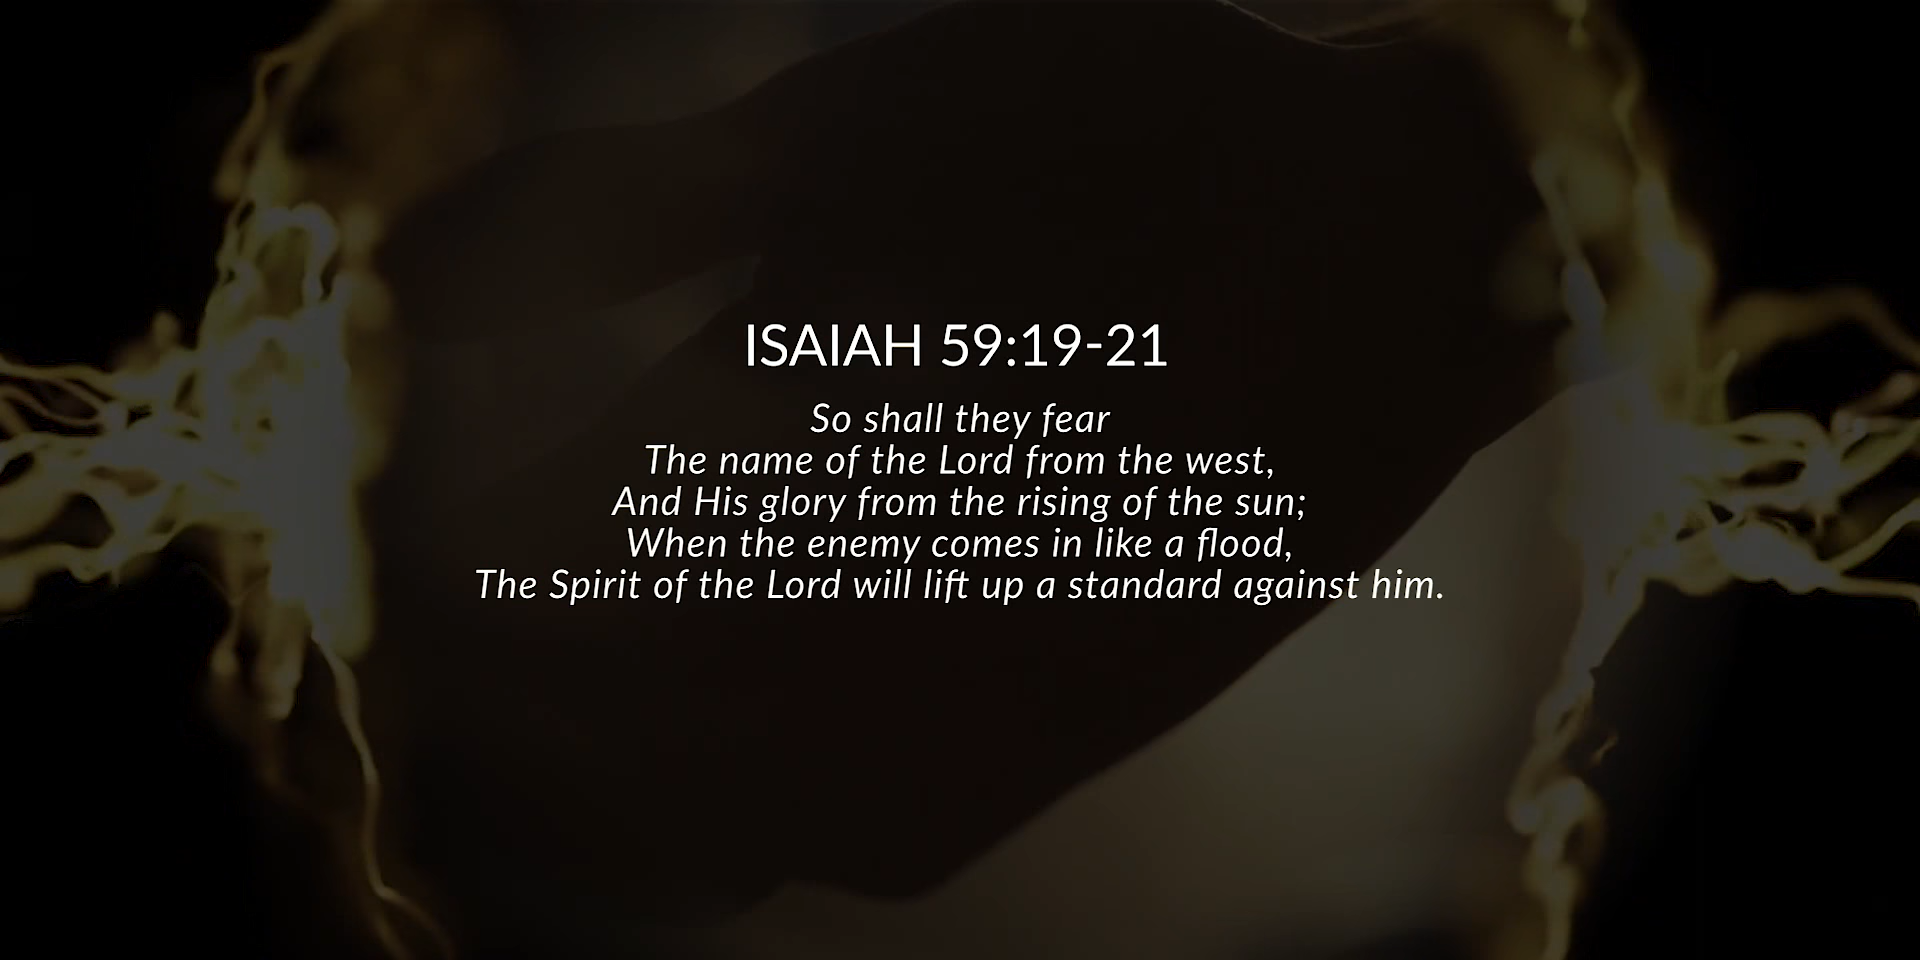 ISAIAH 59:19-21
So shall they fear
The name of the Lord from the west,
And His glory from the rising of the sun;
When the enemy comes in like a flood,
The Spirit of the Lord will lift up a standard against him.